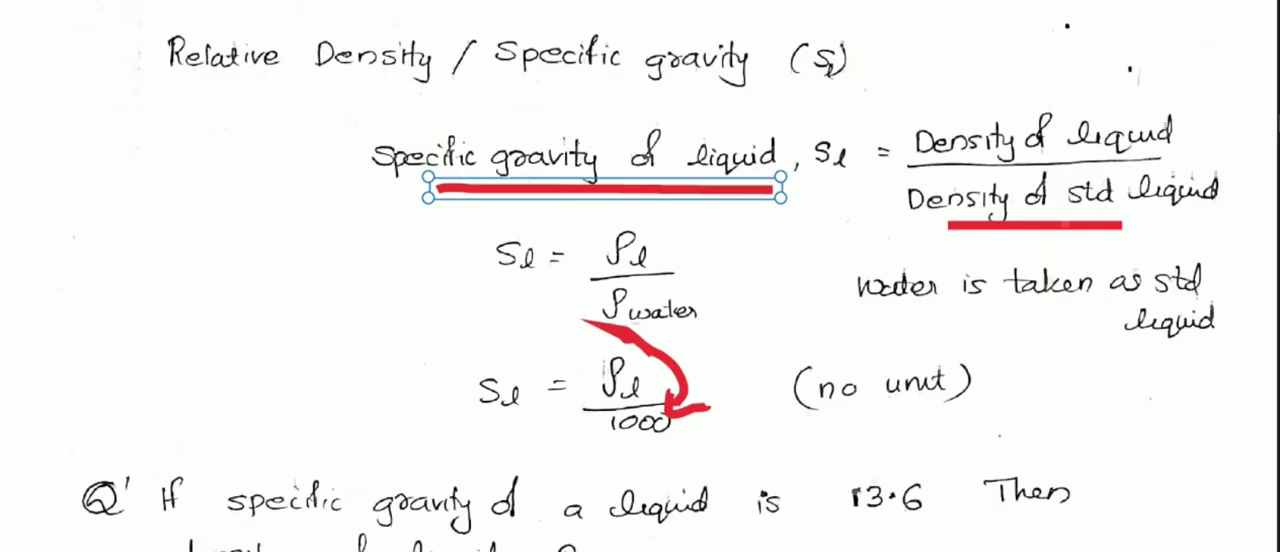 Relative Density / Specific gravity (Sl)
Specific gravity of liquid, Sl = Density of liquid / Density of std liquid
Sl = ρl / ρwater
water is taken as std
liquid
Sl = ρl / 1000 (no unit)
Q' If specific gravity of a liquid is 13.6 Then